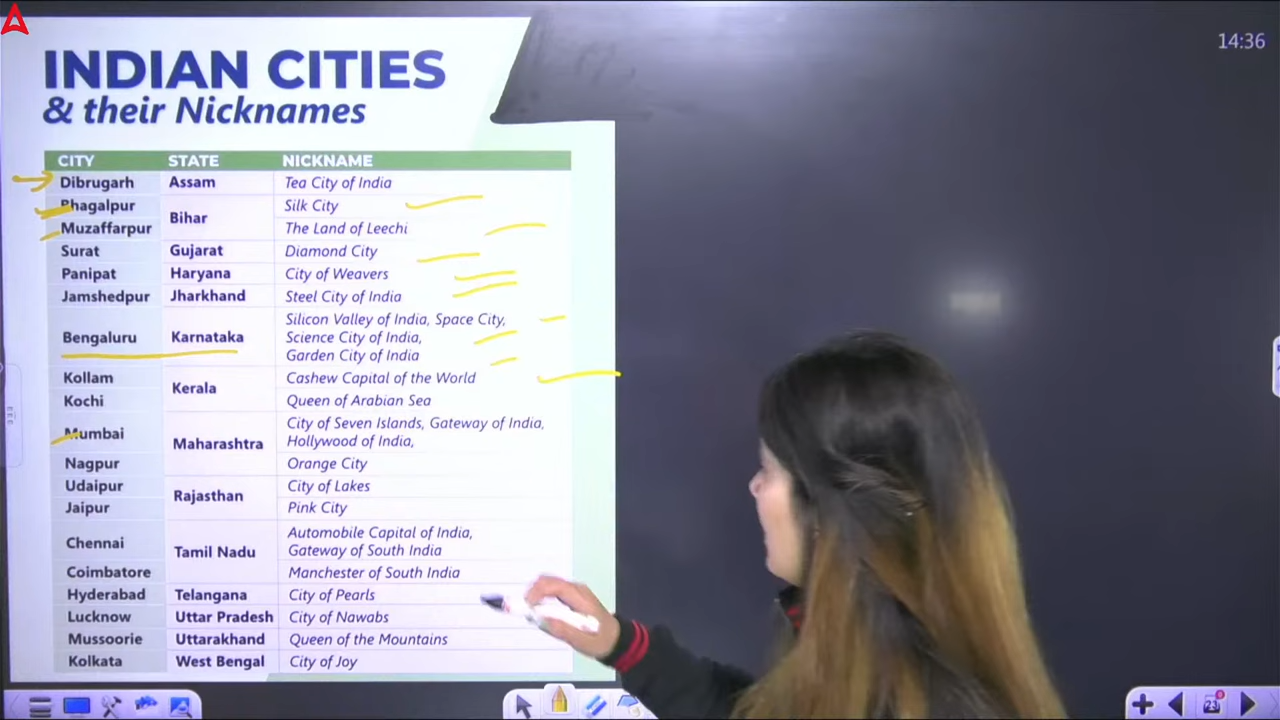 14:36
INDIAN CITIES
& their Nicknames
CITY STATE NICKNAME
Dibrugarh Assam Tea City of India
Bhagalpur Bihar Silk City
Muzaffarpur The Land of Leechi
Surat Gujarat Diamond City
Panipat Haryana City of Weavers
Jamshedpur Jharkhand Steel City of India
Bengaluru Karnataka Silicon Valley of India, Space City,
Science City of India,
Garden City of India
Kollam Kerala Cashew Capital of the World
Kochi Queen of Arabian Sea
Mumbai Maharashtra City of Seven Islands, Gateway of India,
Hollywood of India,
Nagpur Orange City
Udaipur Rajasthan City of Lakes
Jaipur Pink City
Chennai Tamil Nadu Automobile Capital of India,
Gateway of South India
Coimbatore Manchester of South India
Hyderabad Telangana City of Pearls
Lucknow Uttar Pradesh City of Nawabs
Mussoorie Uttarakhand Queen of the Mountains
Kolkata West Bengal City of Joy
23